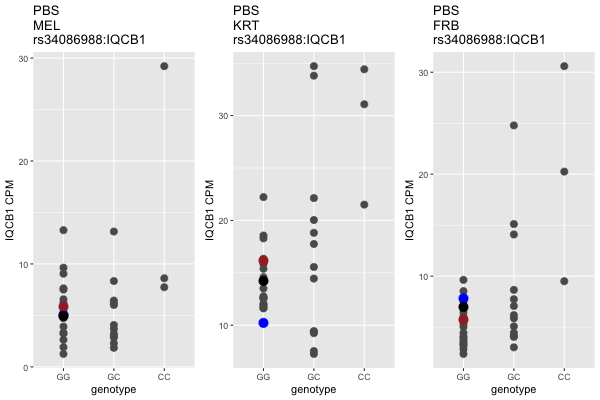 PBS
MEL
rs34086988:IQCB1
30
20
10
0
IQCB1 CPM
GG GC CC
genotype
PBS
KRT
rs34086988:IQCB1
30
20
10
IQCB1 CPM
GG GC CC
genotype
PBS
FRB
rs34086988:IQCB1
30
20
10
IQCB1 CPM
GG GC CC
genotype